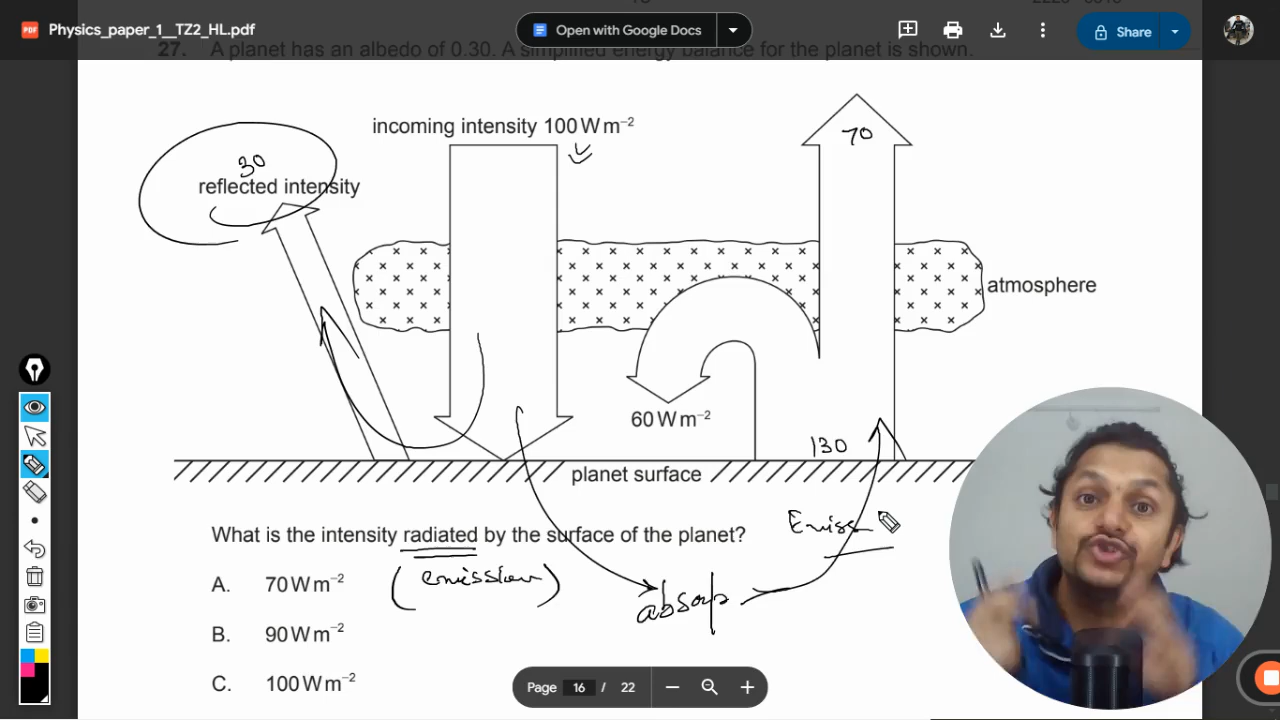 Physics_paper_1__TZ2_HL.pdf
Open with Google Docs
Share
27. A planet has an albedo of 0.30. A simplified energy balance for the planet is shown.
incoming intensity 100 W m⁻²
70
30
reflected intensity
atmosphere
60 W m⁻²
130
planet surface
What is the intensity radiated by the surface of the planet?
Emiss
A. 70 W m⁻²
(emission)
absorp
B. 90 W m⁻²
C. 100 W m⁻²
Page 16 / 22